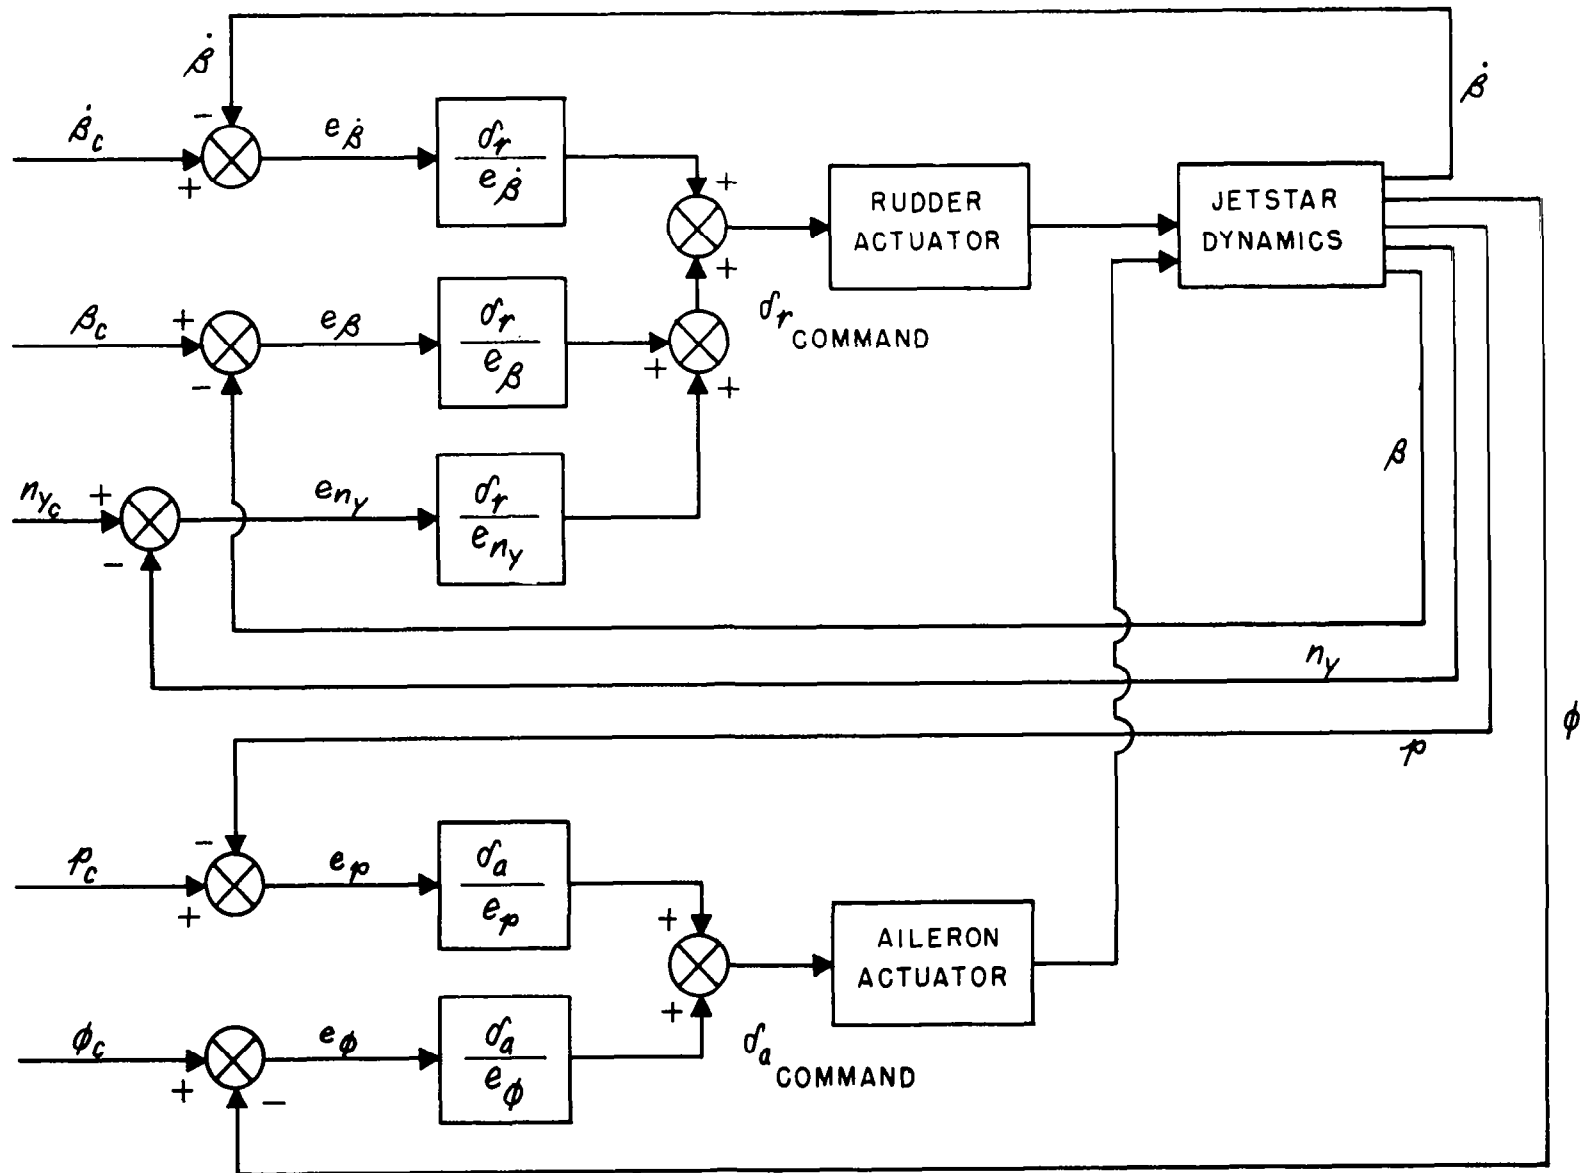 β̇
β̇
−
β̇c
+
eβ̇
δr
eβ̇
+
+
RUDDER
ACTUATOR
JETSTAR
DYNAMICS
βc
+
−
eβ
δr
eβ
+
+
δr COMMAND
β
nyc
+
−
eny
δr
eny
ny
p
ϕ
−
pc
+
ep
δa
ep
+
+
AILERON
ACTUATOR
δa COMMAND
ϕc
+
−
eϕ
δa
eϕ